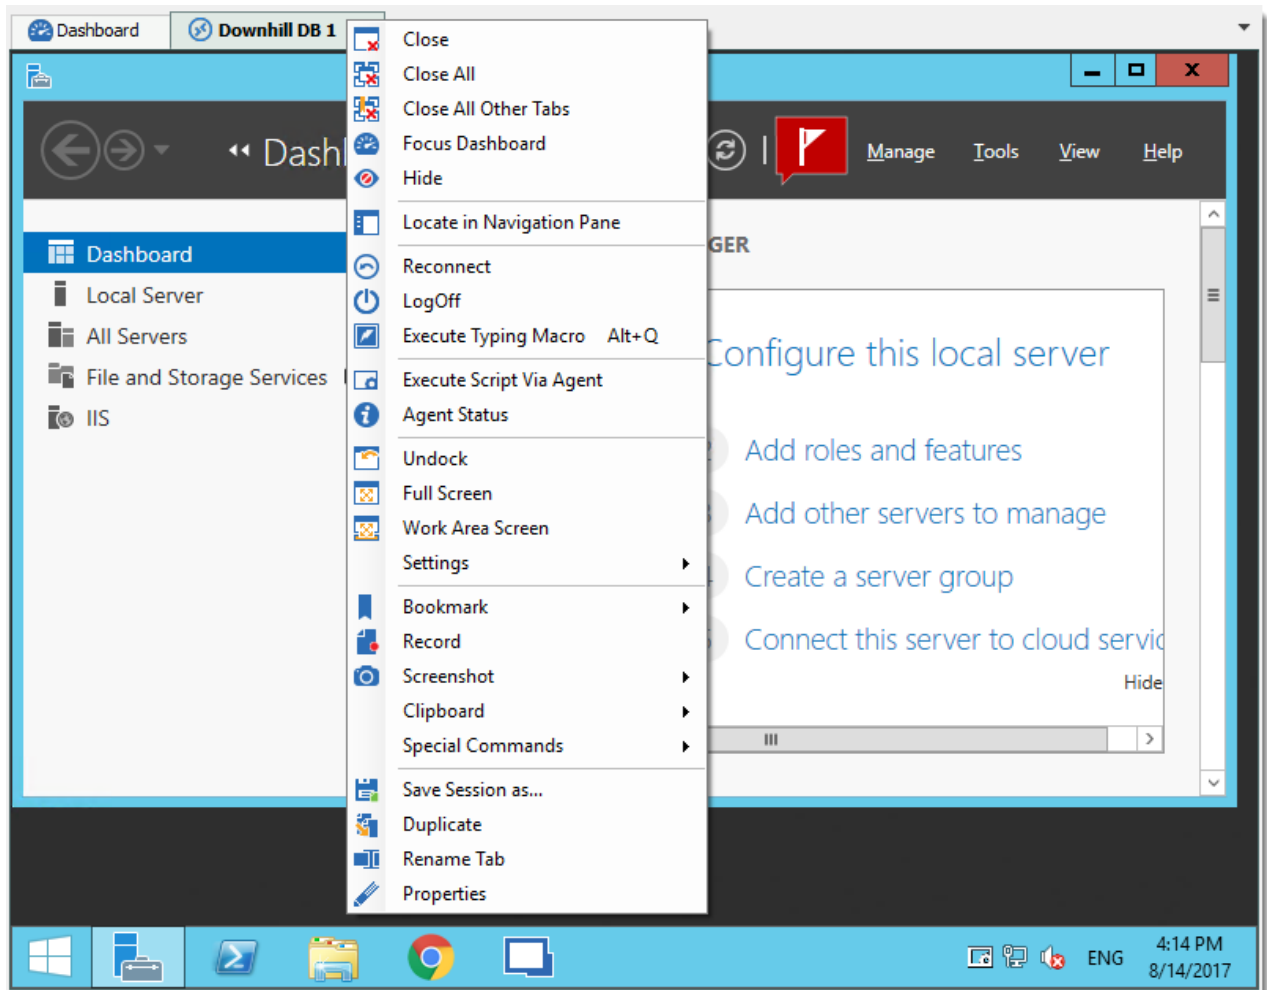 Dashboard
Downhill DB 1
Close
Close All
Close All Other Tabs
Focus Dashboard
Hide
Locate in Navigation Pane
Reconnect
LogOff
Execute Typing Macro Alt+Q
Execute Script Via Agent
Agent Status
Undock
Full Screen
Work Area Screen
Settings
Bookmark
Record
Screenshot
Clipboard
Special Commands
Save Session as...
Duplicate
Rename Tab
Properties
Dashl
Manage Tools View Help
Dashboard
Local Server
All Servers
File and Storage Services
IIS
GER
Configure this local server
Add roles and features
Add other servers to manage
Create a server group
Connect this server to cloud servic
Hide
ENG
4:14 PM
8/14/2017